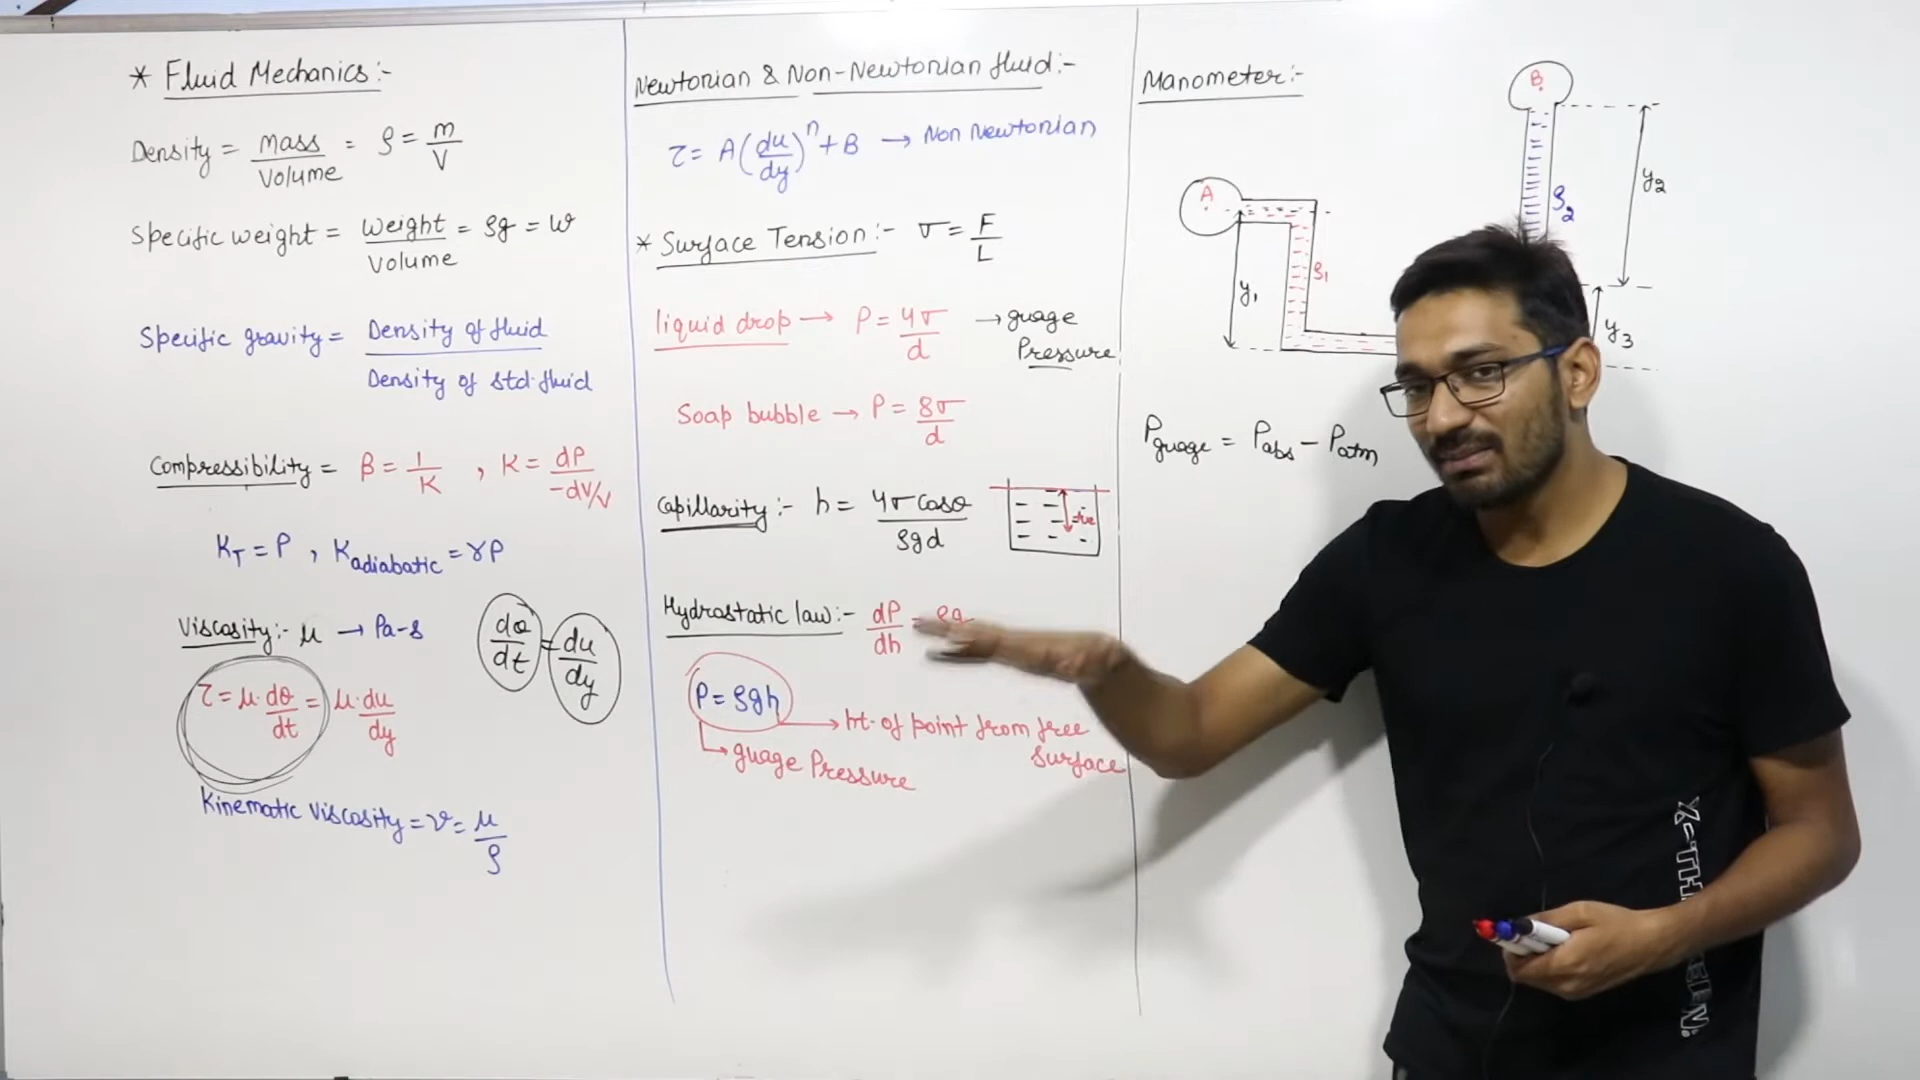 * Fluid Mechanics:-
Density = Mass/Volume = ρ = m/V
Specific weight = Weight/Volume = ρg = w
Specific gravity = Density of fluid/Density of std. fluid
Compressibility = β = 1/K , K = dP/-dV/V
K_T = P , K_adiabatic = γP
Viscosity:- μ → Pa-s
dθ/dt = du/dy
τ = μ·dθ/dt = μ·du/dy
Kinematic Viscosity = ν = μ/ρ
Newtonian & Non-Newtonian fluid:-
τ = A(du/dy)^n + B → Non Newtonian
* Surface Tension:- σ = F/L
liquid drop → P = 4σ/d → guage Pressure
Soap bubble → P = 8σ/d
Capillarity:- h = 4σ cosθ/ρgd
-ve
Hydrostatic law:- dP/dh = ρg
P = ρgh
→ ht. of point from free surface
→ guage Pressure
Manometer:-
B
y₂
A
ρ₂
ρ₁
y₁
y₃
P_guage = P_abs - P_atm